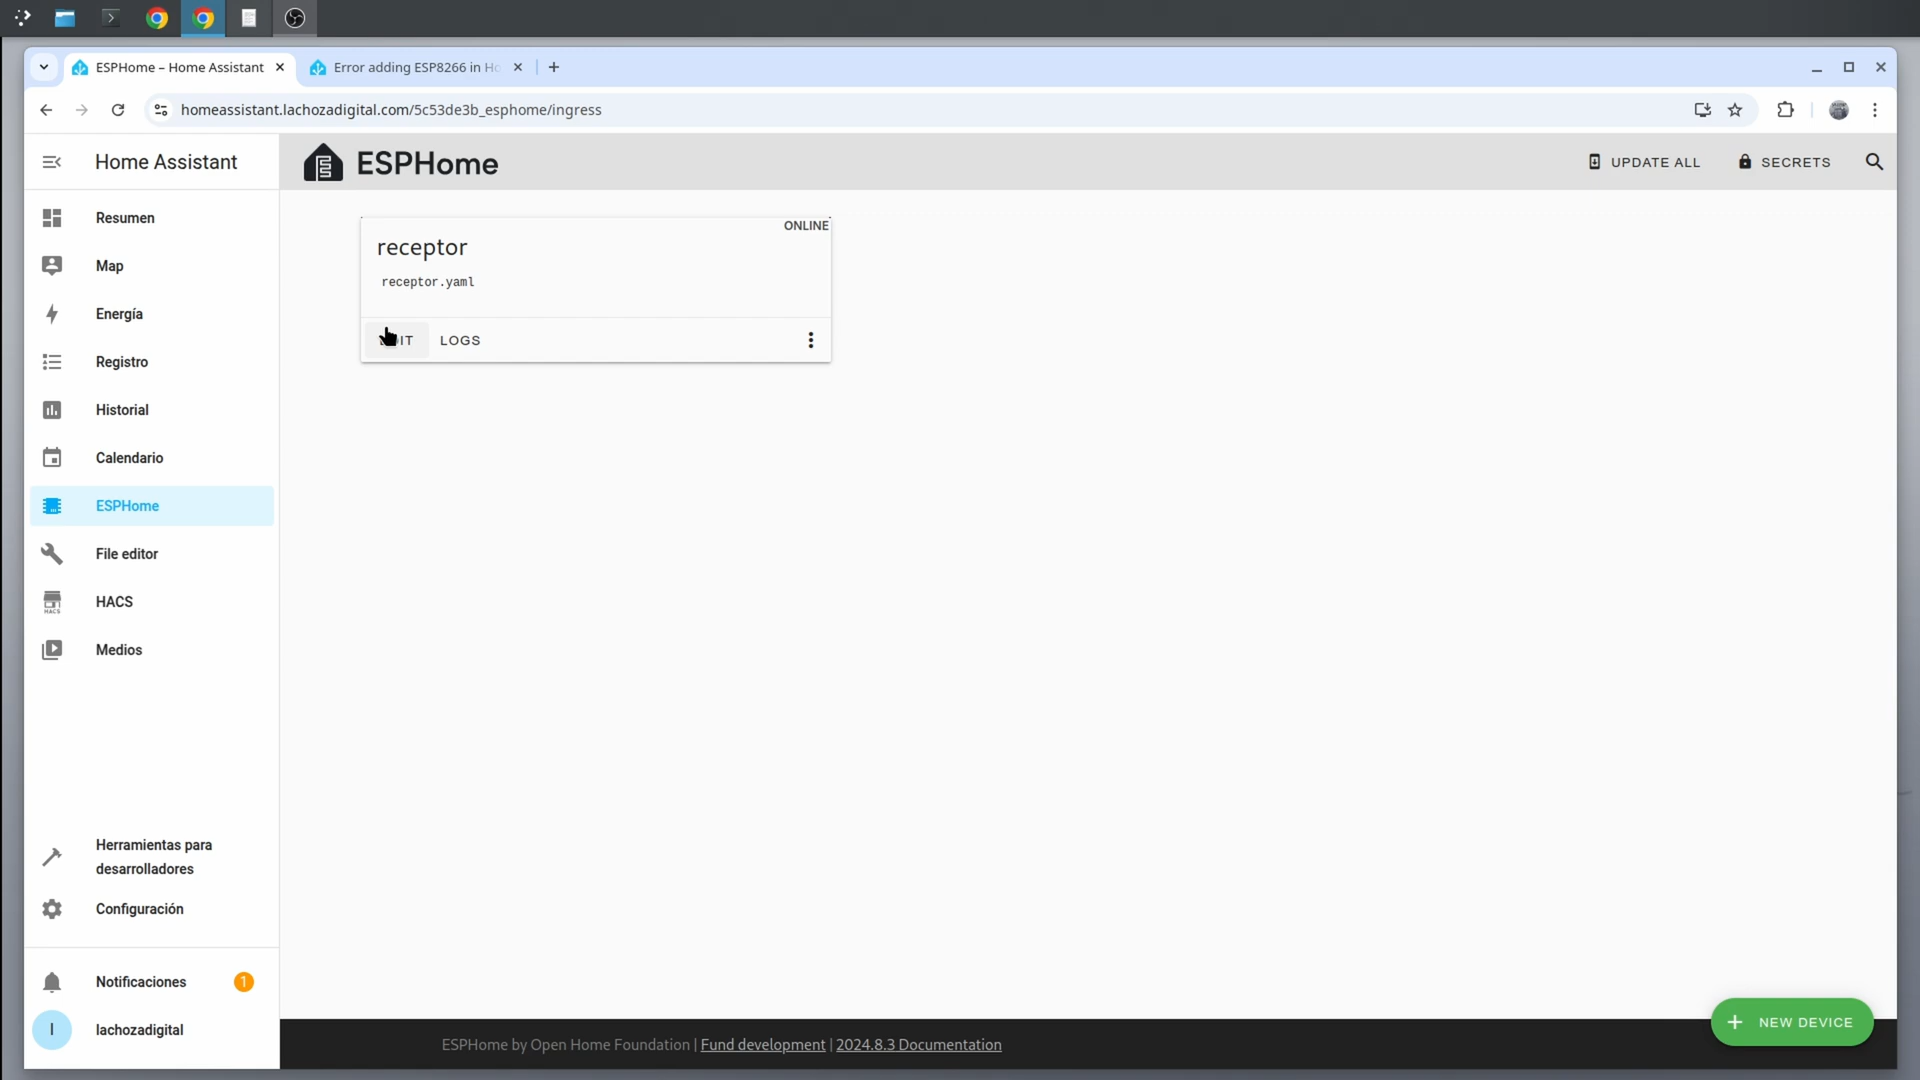 ESPHome – Home Assistant
Error adding ESP8266 in Ho
homeassistant.lachozadigital.com/5c53de3b_esphome/ingress
Home Assistant
ESPHome
UPDATE ALL
SECRETS
Resumen
Map
Energía
Registro
Historial
Calendario
ESPHome
File editor
HACS
HACS
Medios
ONLINE
receptor
receptor.yaml
LOGS
Herramientas para
desarrolladores
Configuración
Notificaciones
1
l
lachozadigital
NEW DEVICE
ESPHome by Open Home Foundation | Fund development | 2024.8.3 Documentation